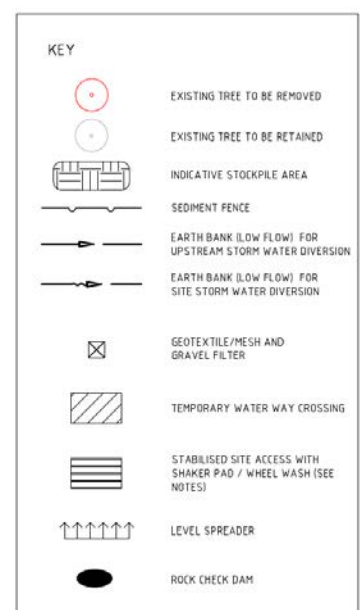 KEY
EXISTING TREE TO BE REMOVED
EXISTING TREE TO BE RETAINED
INDICATIVE STOCKPILE AREA
SEDIMENT FENCE
EARTH BANK (LOW FLOW) FOR
UPSTREAM STORM WATER DIVERSION
EARTH BANK (LOW FLOW) FOR
SITE STORM WATER DIVERSION
GEOTEXTILE/MESH AND
GRAVEL FILTER
TEMPORARY WATER WAY CROSSING
STABILISED SITE ACCESS WITH
SHAKER PAD / WHEEL WASH (SEE
NOTES)
LEVEL SPREADER
ROCK CHECK DAM